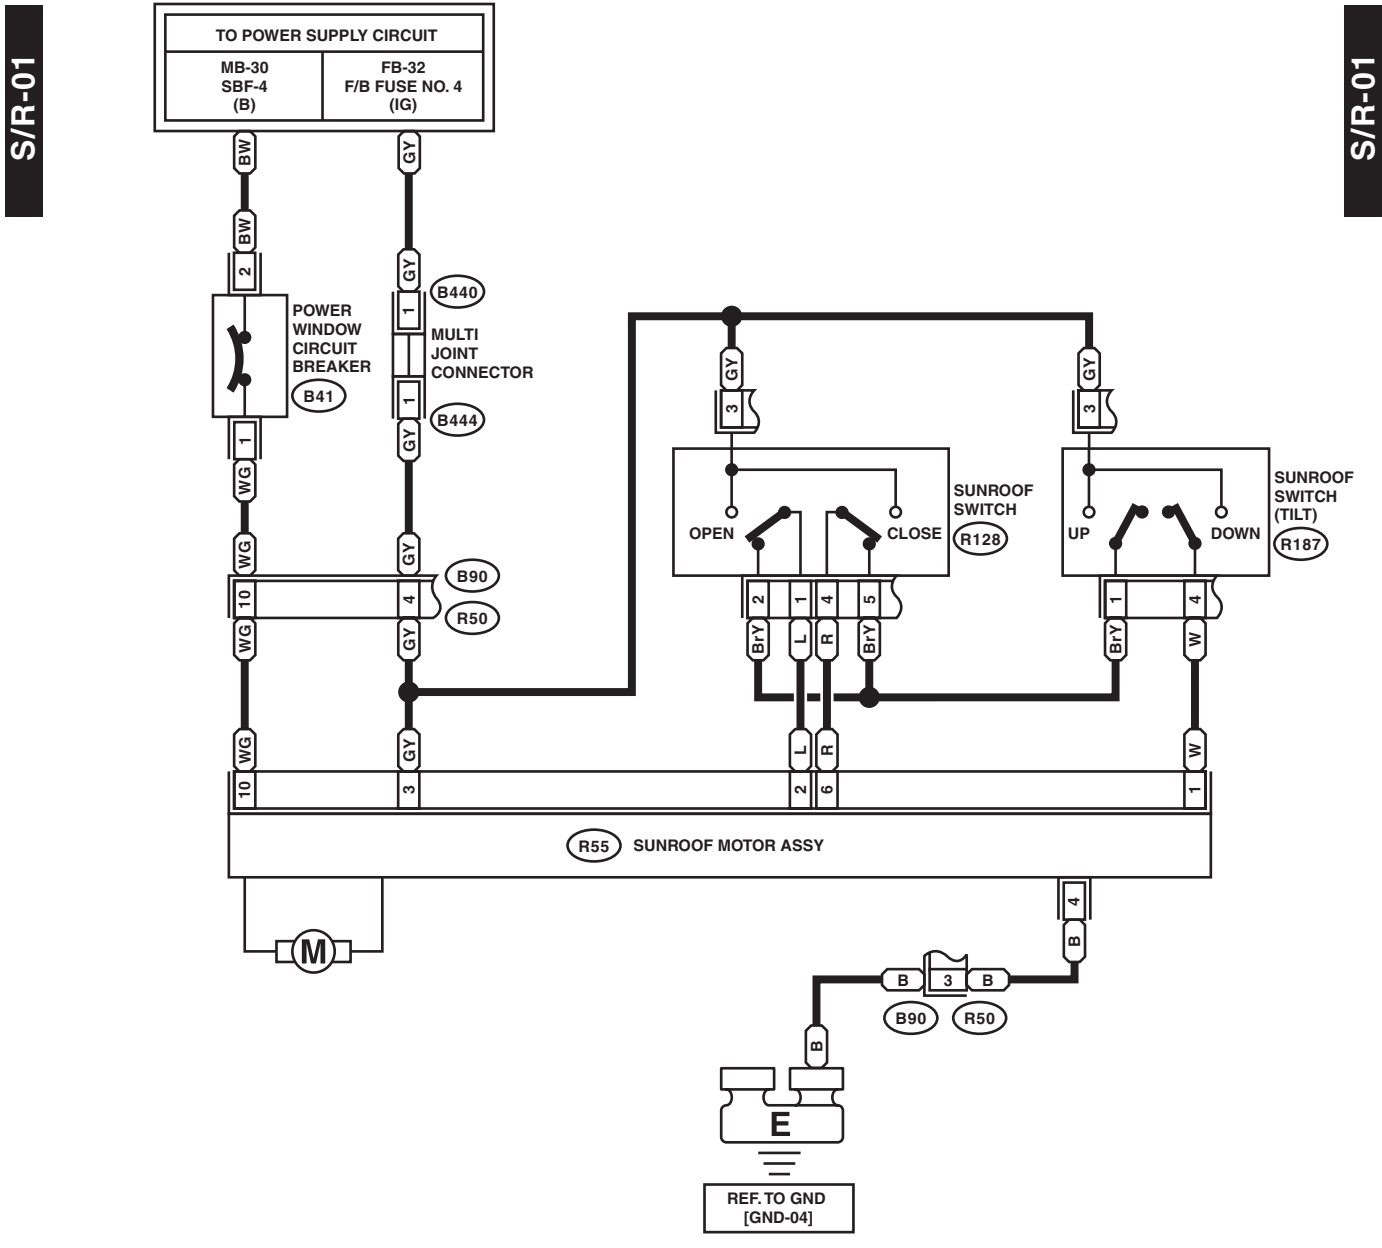 S/R-01
S/R-01
TO POWER SUPPLY CIRCUIT
MB-30
SBF-4
(B)
FB-32
F/B FUSE NO. 4
(IG)
BW
GY
BW
2
GY
B440
1
POWER
WINDOW
CIRCUIT
BREAKER
B41
MULTI
JOINT
CONNECTOR
1
B444
1
GY
WG
GY
GY
3
3
SUNROOF
SWITCH
R128
OPEN
CLOSE
SUNROOF
SWITCH
(TILT)
R187
UP
DOWN
WG
GY
B90
10
4
R50
WG
GY
2
1
4
5
1
4
BrY
L
R
BrY
BrY
W
WG
GY
L
R
W
10
3
2
6
1
R55
SUNROOF MOTOR ASSY
M
4
B
B
3
B
B90
R50
B
E
REF. TO GND
[GND-04]